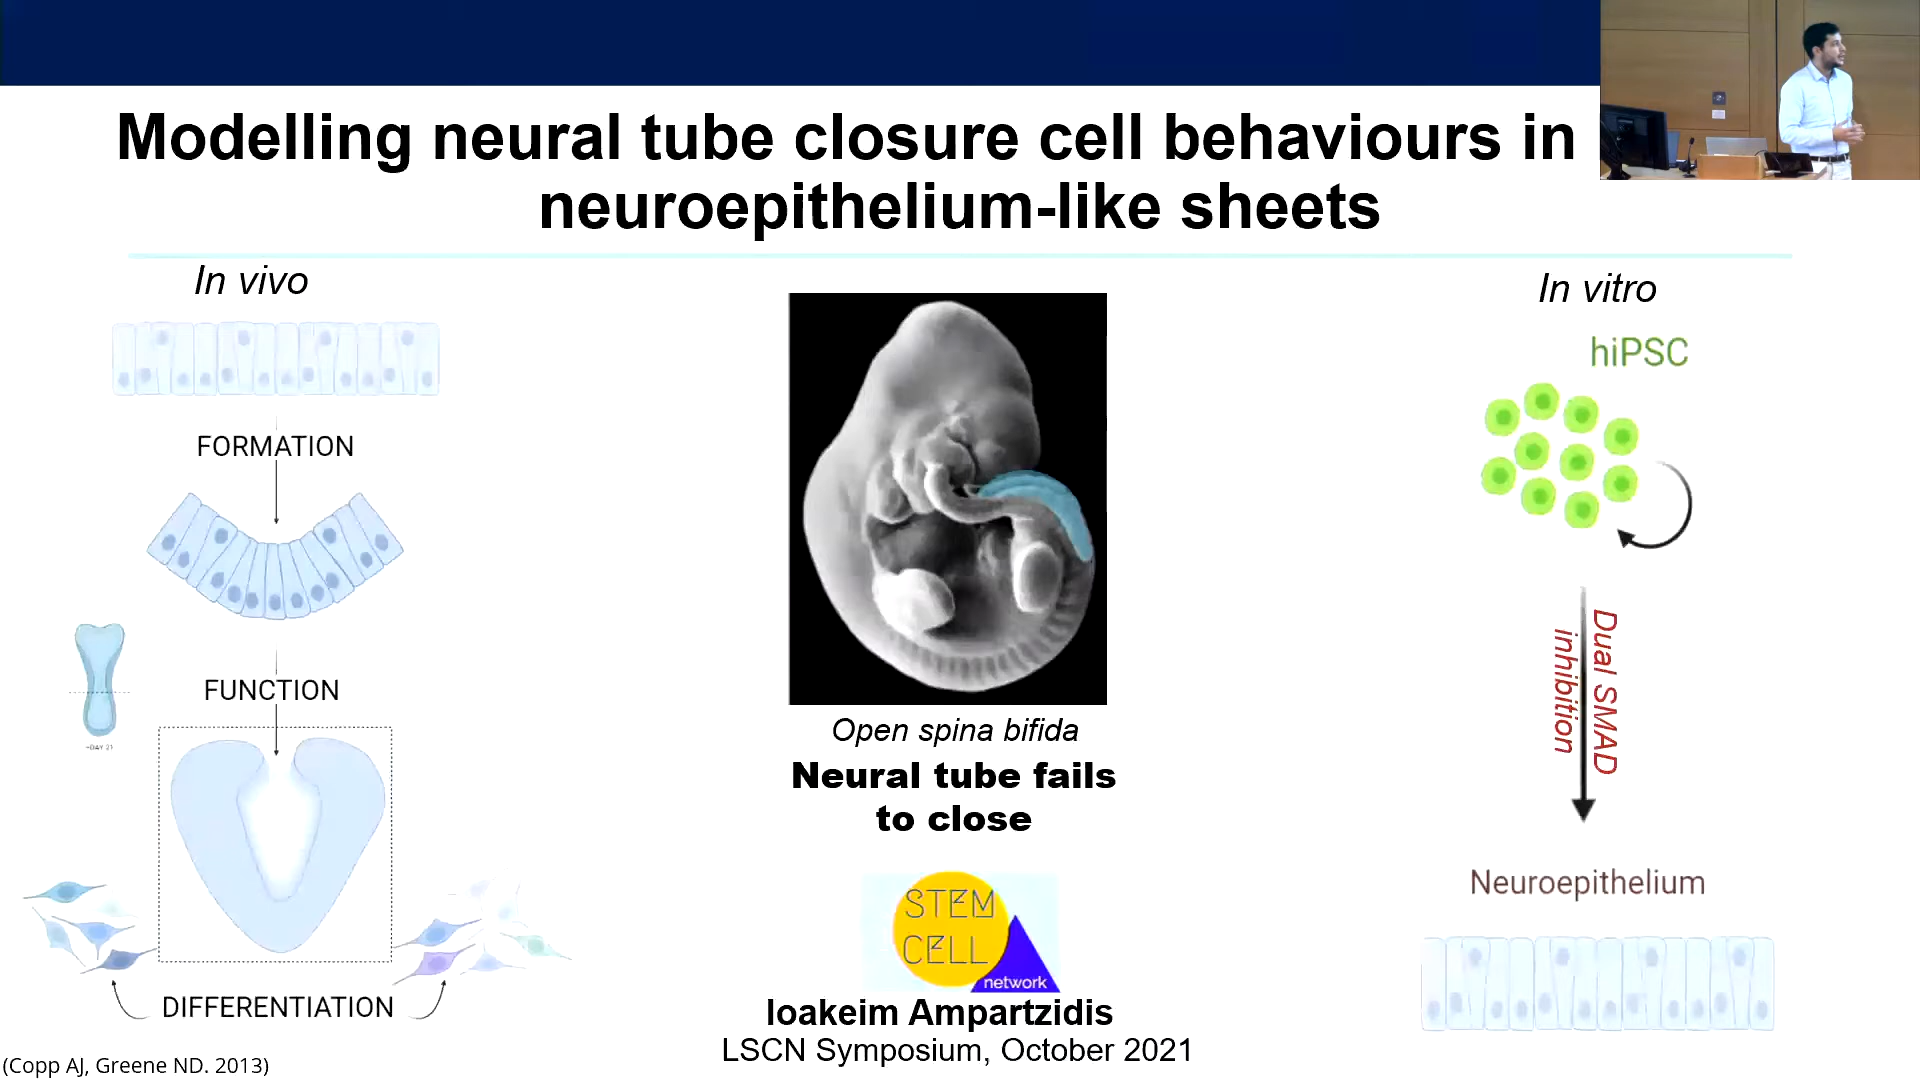 Modelling neural tube closure cell behaviours in
neuroepithelium-like sheets
In vivo
FORMATION
FUNCTION
~DAY 21
DIFFERENTIATION
(Copp AJ, Greene ND. 2013)
Open spina bifida
Neural tube fails
to close
STEM
CELL
network
Ioakeim Ampartzidis
LSCN Symposium, October 2021
In vitro
hiPSC
Dual SMAD
inhibition
Neuroepithelium